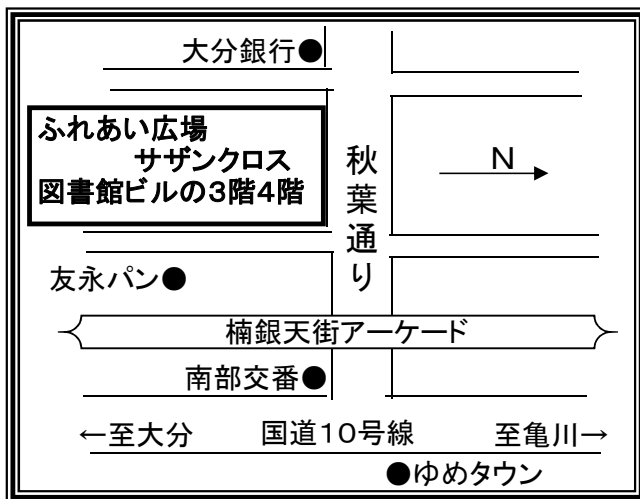 大分銀行●
ふれあい広場
サザンクロス
図書館ビルの3階4階
秋葉通り
N
友永パン●
楠銀天街アーケード
南部交番●
←至大分 国道10号線 至亀川→
●ゆめタウン